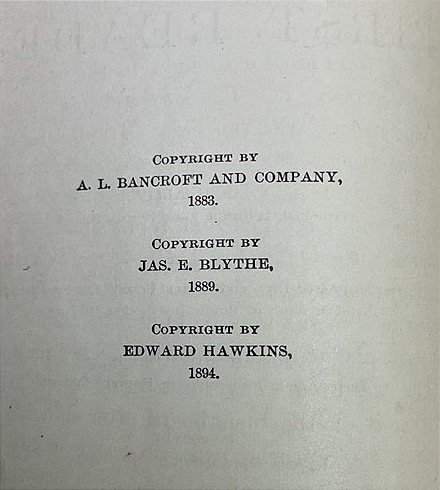 COPYRIGHT BY
A. L. BANCROFT AND COMPANY,
1883.
COPYRIGHT BY
JAS. E. BLYTHE,
1889.
COPYRIGHT BY
EDWARD HAWKINS,
1894.